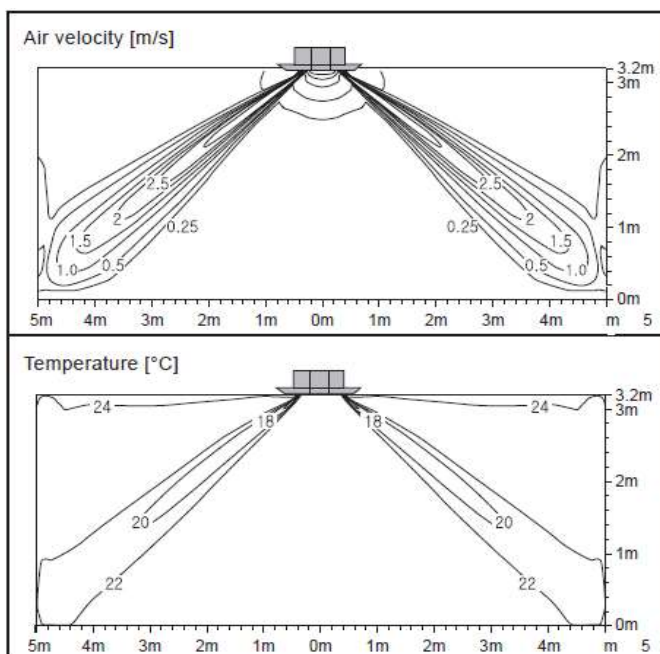 Air velocity [m/s]
3.2m
3m
2m
2.5 2.5
2 2
0.25 0.25
1m
1.5 1.5
1.0 0.5 0.5 1.0
0m
5m 4m 3m 2m 1m 0m 1m 2m 3m 4m m 5
Temperature [°C]
3.2m
24 24
3m
18 18
2m
20 20
1m
22 22
0m
5m 4m 3m 2m 1m 0m 1m 2m 3m 4m m 5